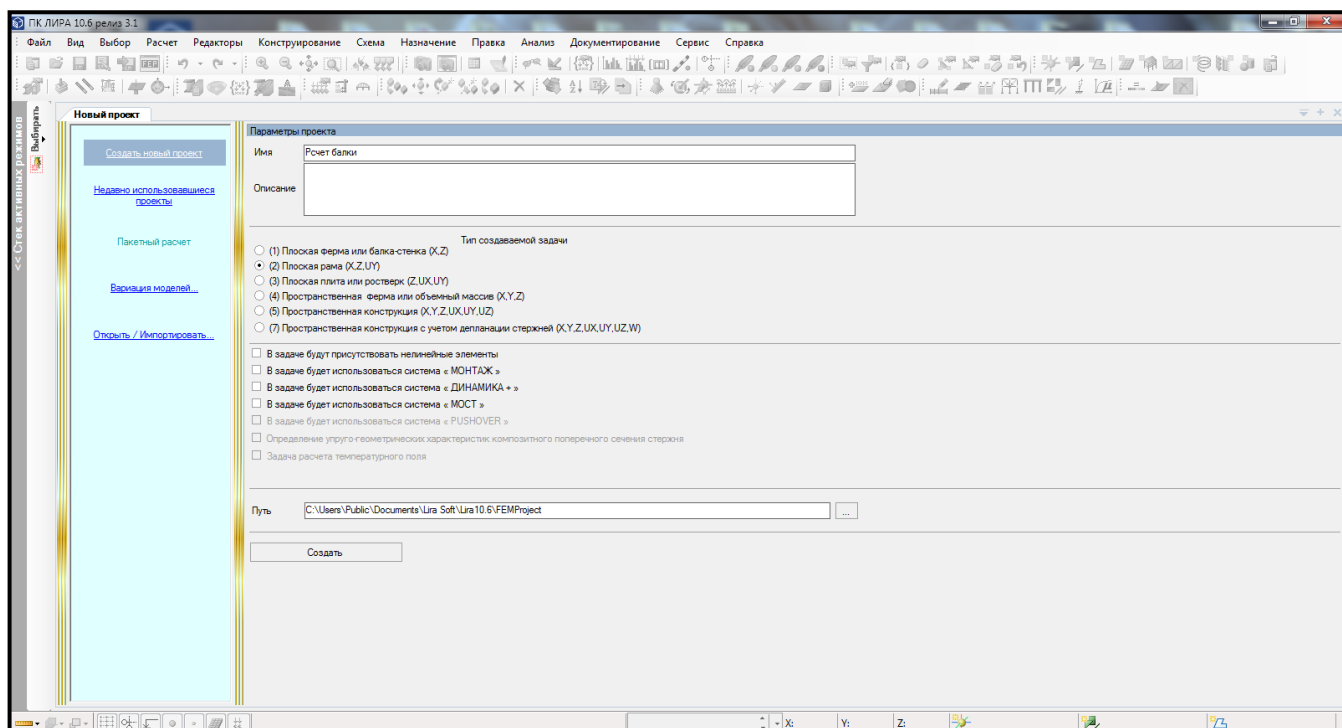 ПК ЛИРА 10.6 релиз 3.1
Файл Вид Выбор Расчет Редакторы Конструирование Схема Назначение Правка Анализ Документирование Сервис Справка
<< Стек активных режимов
Выбирать
Новый проект
Создать новый проект
Недавно использовавшиеся
проекты
Пакетный расчет
Вариация моделей...
Открыть / Импортировать...
Параметры проекта
Имя Рсчет балки
Описание
Тип создаваемой задачи
(1) Плоская ферма или балка-стенка (X,Z)
(2) Плоская рама (X,Z,UY)
(3) Плоская плита или ростверк (Z,UX,UY)
(4) Пространственная ферма или объемный массив (X,Y,Z)
(5) Пространственная конструкция (X,Y,Z,UX,UY,UZ)
(7) Пространственная конструкция с учетом депланации стержней (X,Y,Z,UX,UY,UZ,W)
В задаче будут присутствовать нелинейные элементы
В задаче будет использоваться система « МОНТАЖ »
В задаче будет использоваться система « ДИНАМИКА + »
В задаче будет использоваться система « МОСТ »
В задаче будет использоваться система « PUSHOVER »
Определение упруго-геометрических характеристик композитного поперечного сечения стержня
Задача расчета температурного поля
Путь C:\Users\Public\Documents\Lira Soft\Lira10.6\FEMProject ...
Создать
X: Y: Z: